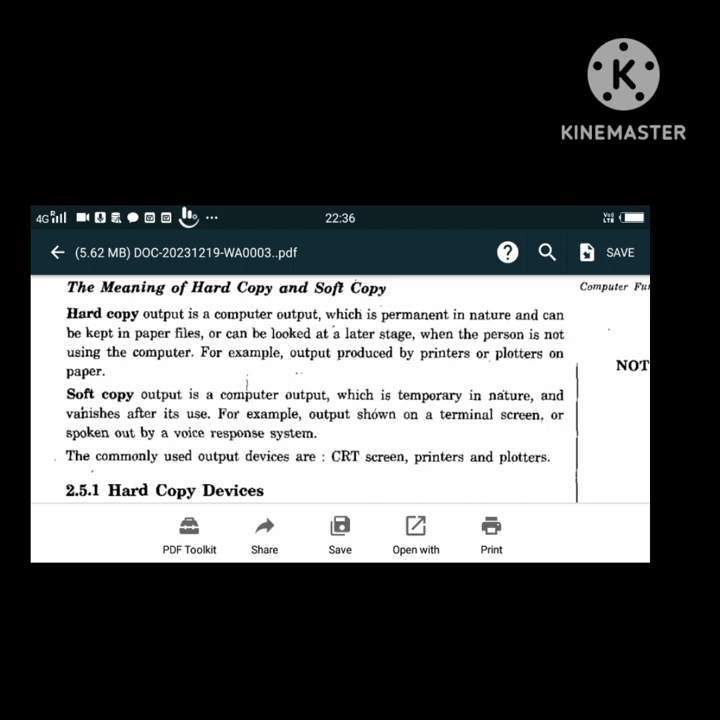 KINEMASTER
4G R
22:36
VoD LTE
(5.62 MB) DOC-20231219-WA0003..pdf
SAVE
The Meaning of Hard Copy and Soft Copy
Hard copy output is a computer output, which is permanent in nature and can
be kept in paper files, or can be looked at a later stage, when the person is not
using the computer. For example, output produced by printers or plotters on
paper.
Soft copy output is a computer output, which is temporary in nature, and
vanishes after its use. For example, output shown on a terminal screen, or
spoken out by a voice response system.
The commonly used output devices are : CRT screen, printers and plotters.
2.5.1 Hard Copy Devices
Computer Fu
NOT
PDF Toolkit
Share
Save
Open with
Print